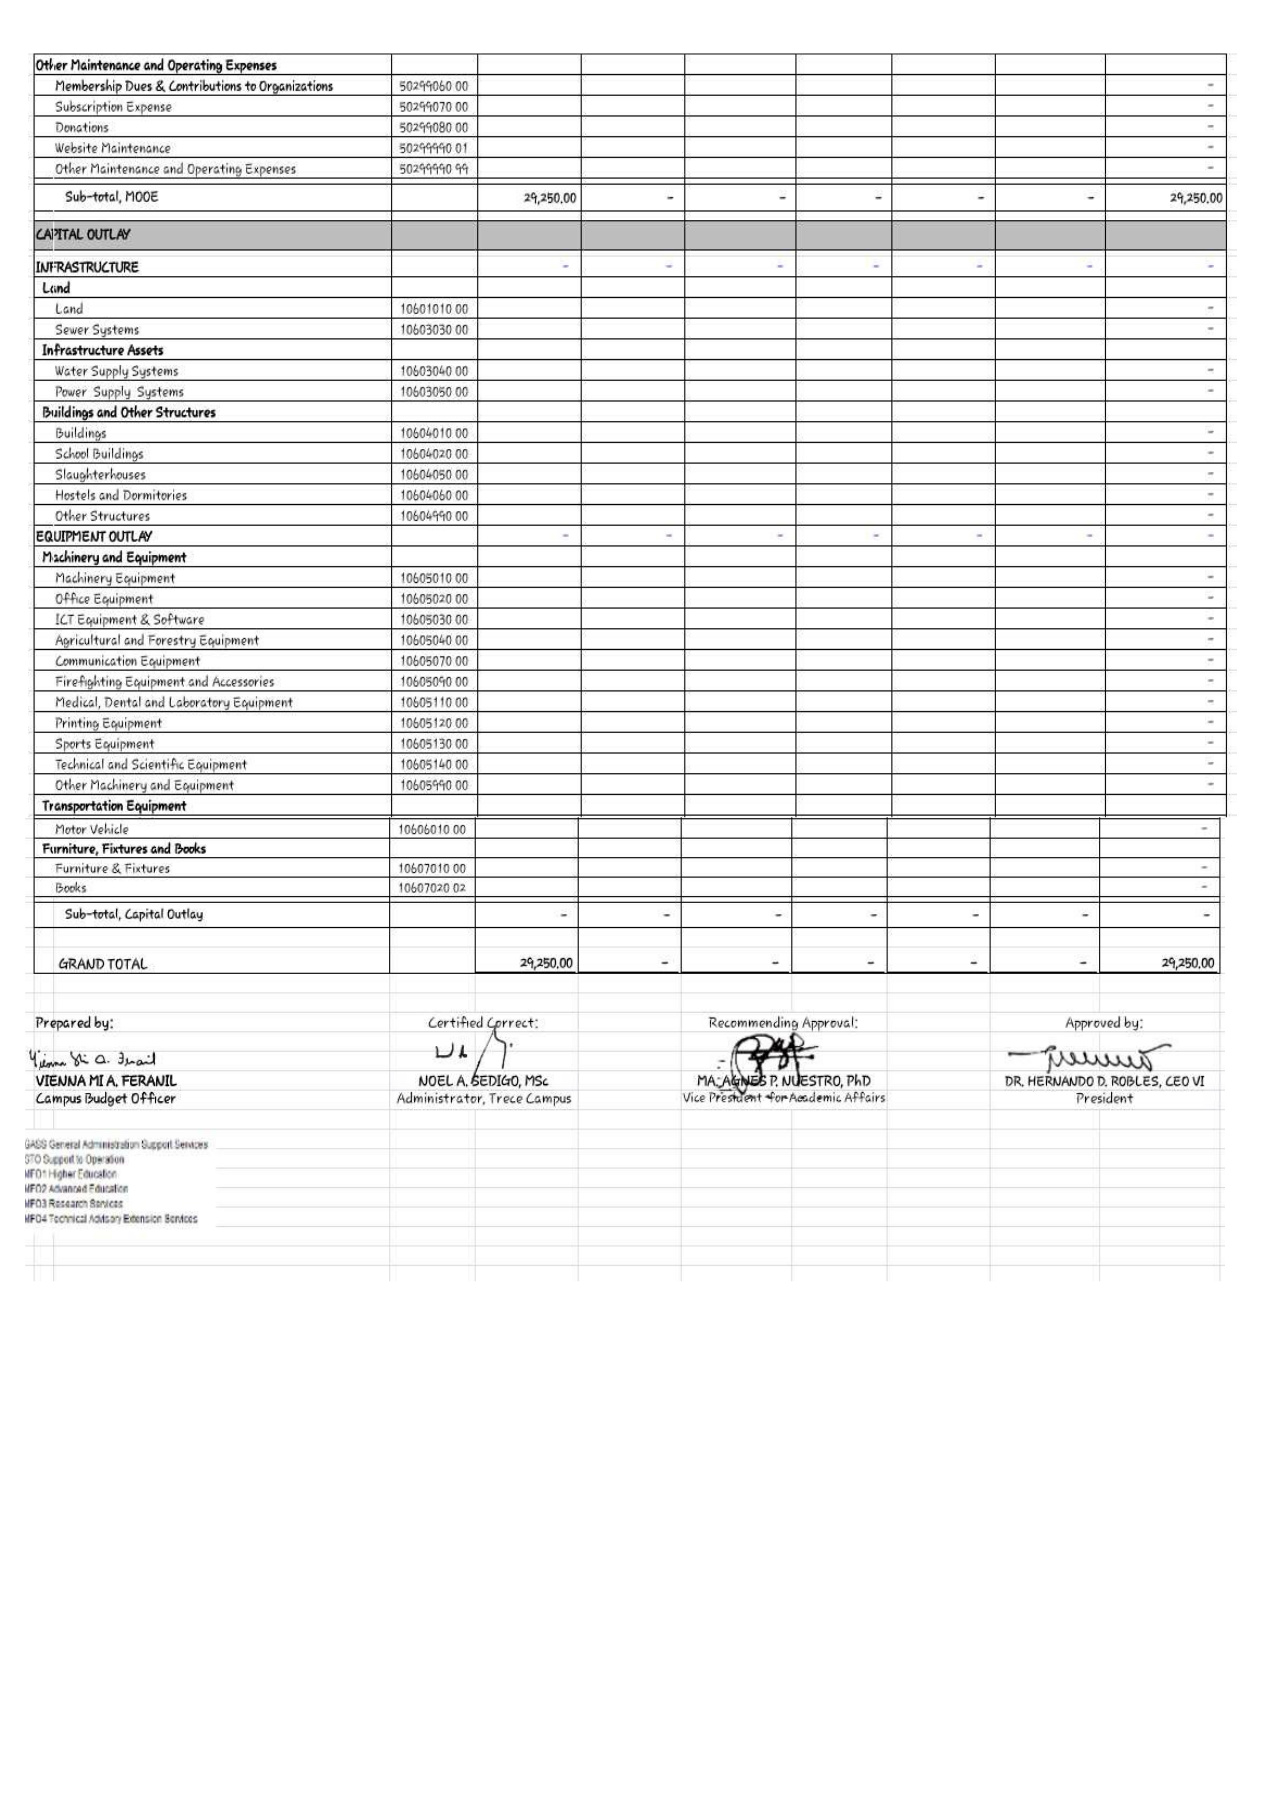 Other Maintenance and Operating Expenses
Membership Dues & Contributions to Organizations 50299060 00 -
Subscription Expense 50299070 00 -
Donations 50299080 00 -
Website Maintenance 50299990 01 -
Other Maintenance and Operating Expenses 50299990 99 -
Sub-total, MOOE 29,250.00 - - - - - 29,250.00
CAPITAL OUTLAY
INFRASTRUCTURE - - - - - - -
Land
Land 10601010 00 -
Sewer Systems 10603030 00 -
Infrastructure Assets
Water Supply Systems 10603040 00 -
Power Supply Systems 10603050 00 -
Buildings and Other Structures
Buildings 10604010 00 -
School Buildings 10604020 00 -
Slaughterhouses 10604050 00 -
Hostels and Dormitories 10604060 00 -
Other Structures 10604990 00 -
EQUIPMENT OUTLAY - - - - - - -
Machinery and Equipment
Machinery Equipment 10605010 00 -
Office Equipment 10605020 00 -
ICT Equipment & Software 10605030 00 -
Agricultural and Forestry Equipment 10605040 00 -
Communication Equipment 10605070 00 -
Firefighting Equipment and Accessories 10605090 00 -
Medical, Dental and Laboratory Equipment 10605110 00 -
Printing Equipment 10605120 00 -
Sports Equipment 10605130 00 -
Technical and Scientific Equipment 10605140 00 -
Other Machinery and Equipment 10605990 00 -
Transportation Equipment
Motor Vehicle 10606010 00 -
Furniture, Fixtures and Books
Furniture & Fixtures 10607010 00 -
Books 10607020 02 -
Sub-total, Capital Outlay - - - - - - -
GRAND TOTAL 29,250.00 - - - - - 29,250.00
Prepared by: Certified Correct: Recommending Approval: Approved by:
VIENNA MI A. FERANIL NOEL A. SEDIGO, MSc MA. AGNES P. NUESTRO, PhD DR. HERNANDO D. ROBLES, CEO VI
Campus Budget Officer Administrator, Trece Campus Vice President for Academic Affairs President
GASS General Administration Support Services
STO Support to Operation
MFO1 Higher Education
MFO2 Advanced Education
MFO3 Research Services
MFO4 Technical Advisory Extension Services